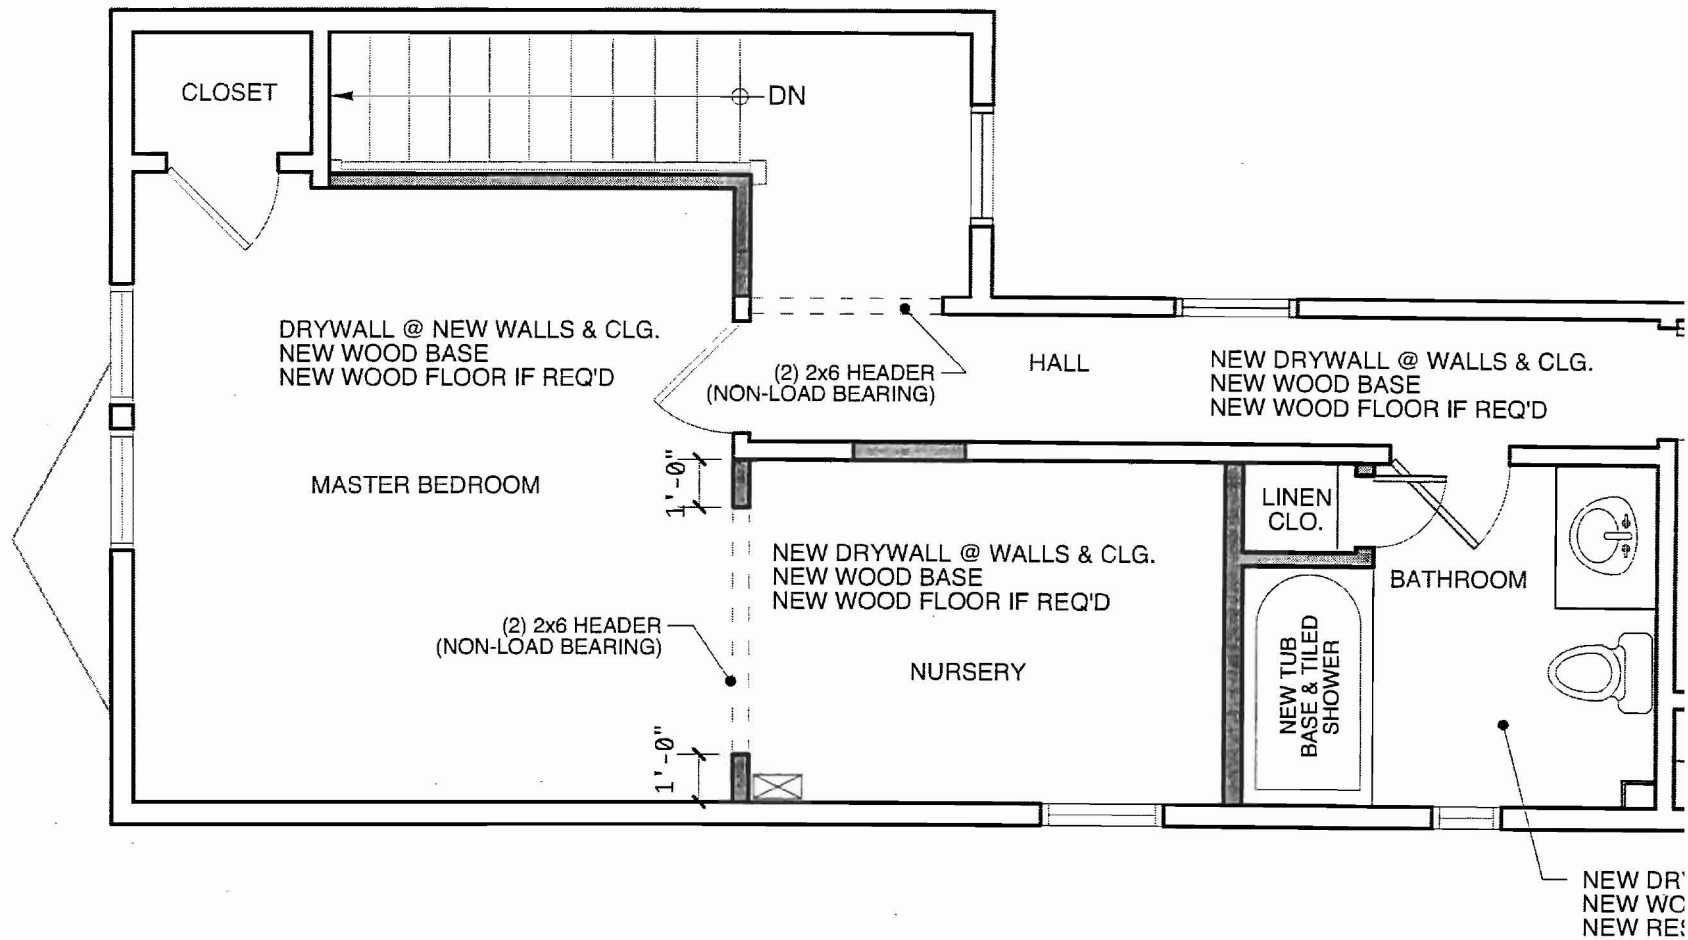 CLOSET
DN
DRYWALL @ NEW WALLS & CLG.
NEW WOOD BASE
NEW WOOD FLOOR IF REQ'D
(2) 2x6 HEADER
(NON-LOAD BEARING)
HALL
NEW DRYWALL @ WALLS & CLG.
NEW WOOD BASE
NEW WOOD FLOOR IF REQ'D
MASTER BEDROOM
1'-0"
LINEN
CLO.
NEW DRYWALL @ WALLS & CLG.
NEW WOOD BASE
NEW WOOD FLOOR IF REQ'D
BATHROOM
(2) 2x6 HEADER
(NON-LOAD BEARING)
NURSERY
NEW TUB
BASE & TILED
SHOWER
1'-0"
NEW
NEW
NEW